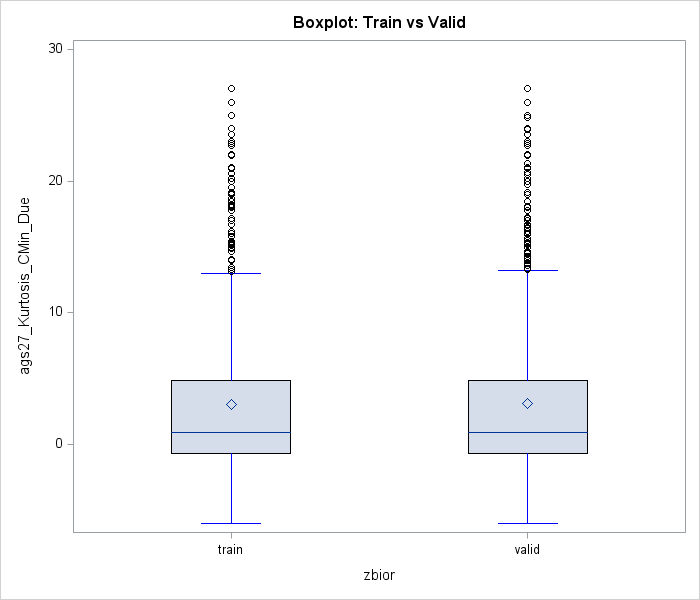 Boxplot: Train vs Valid
30
20
10
0
ags27_Kurtosis_CMin_Due
train
valid
zbior